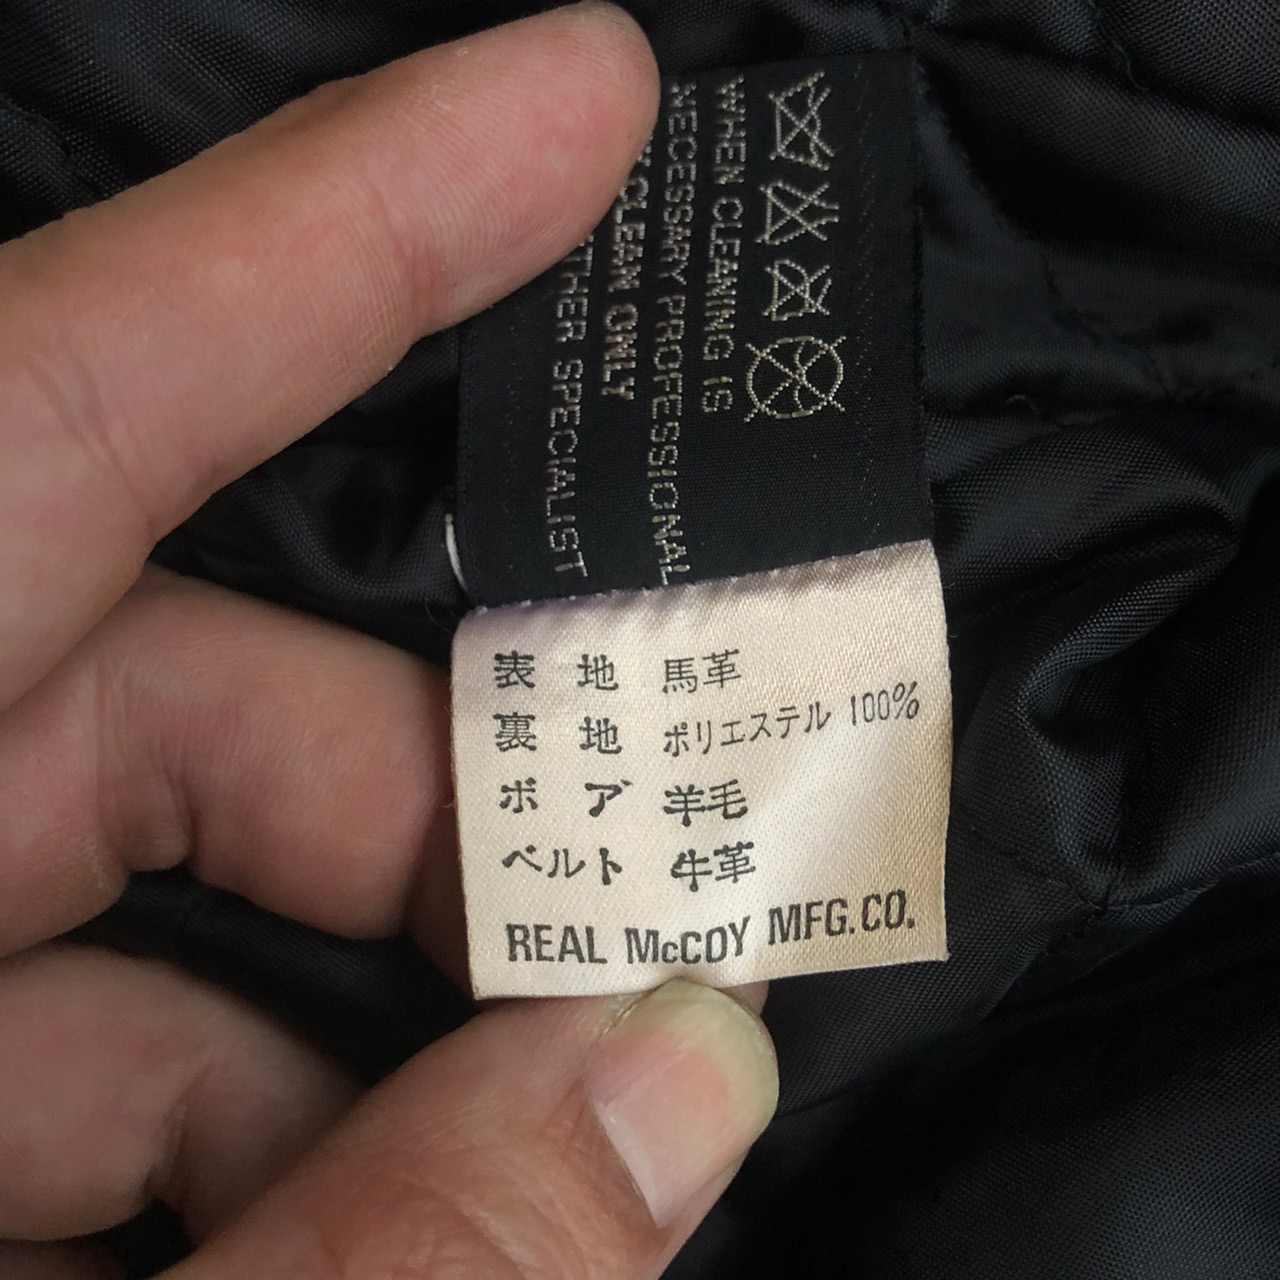 WHEN CLEANING IS
NECESSARY PROFESSIONAL
CLEAN ONLY
SPECIALIST
表 地 馬革
裏 地 ポリエステル 100%
ボ ア 羊毛
ベルト 牛革
REAL McCOY MFG.CO.